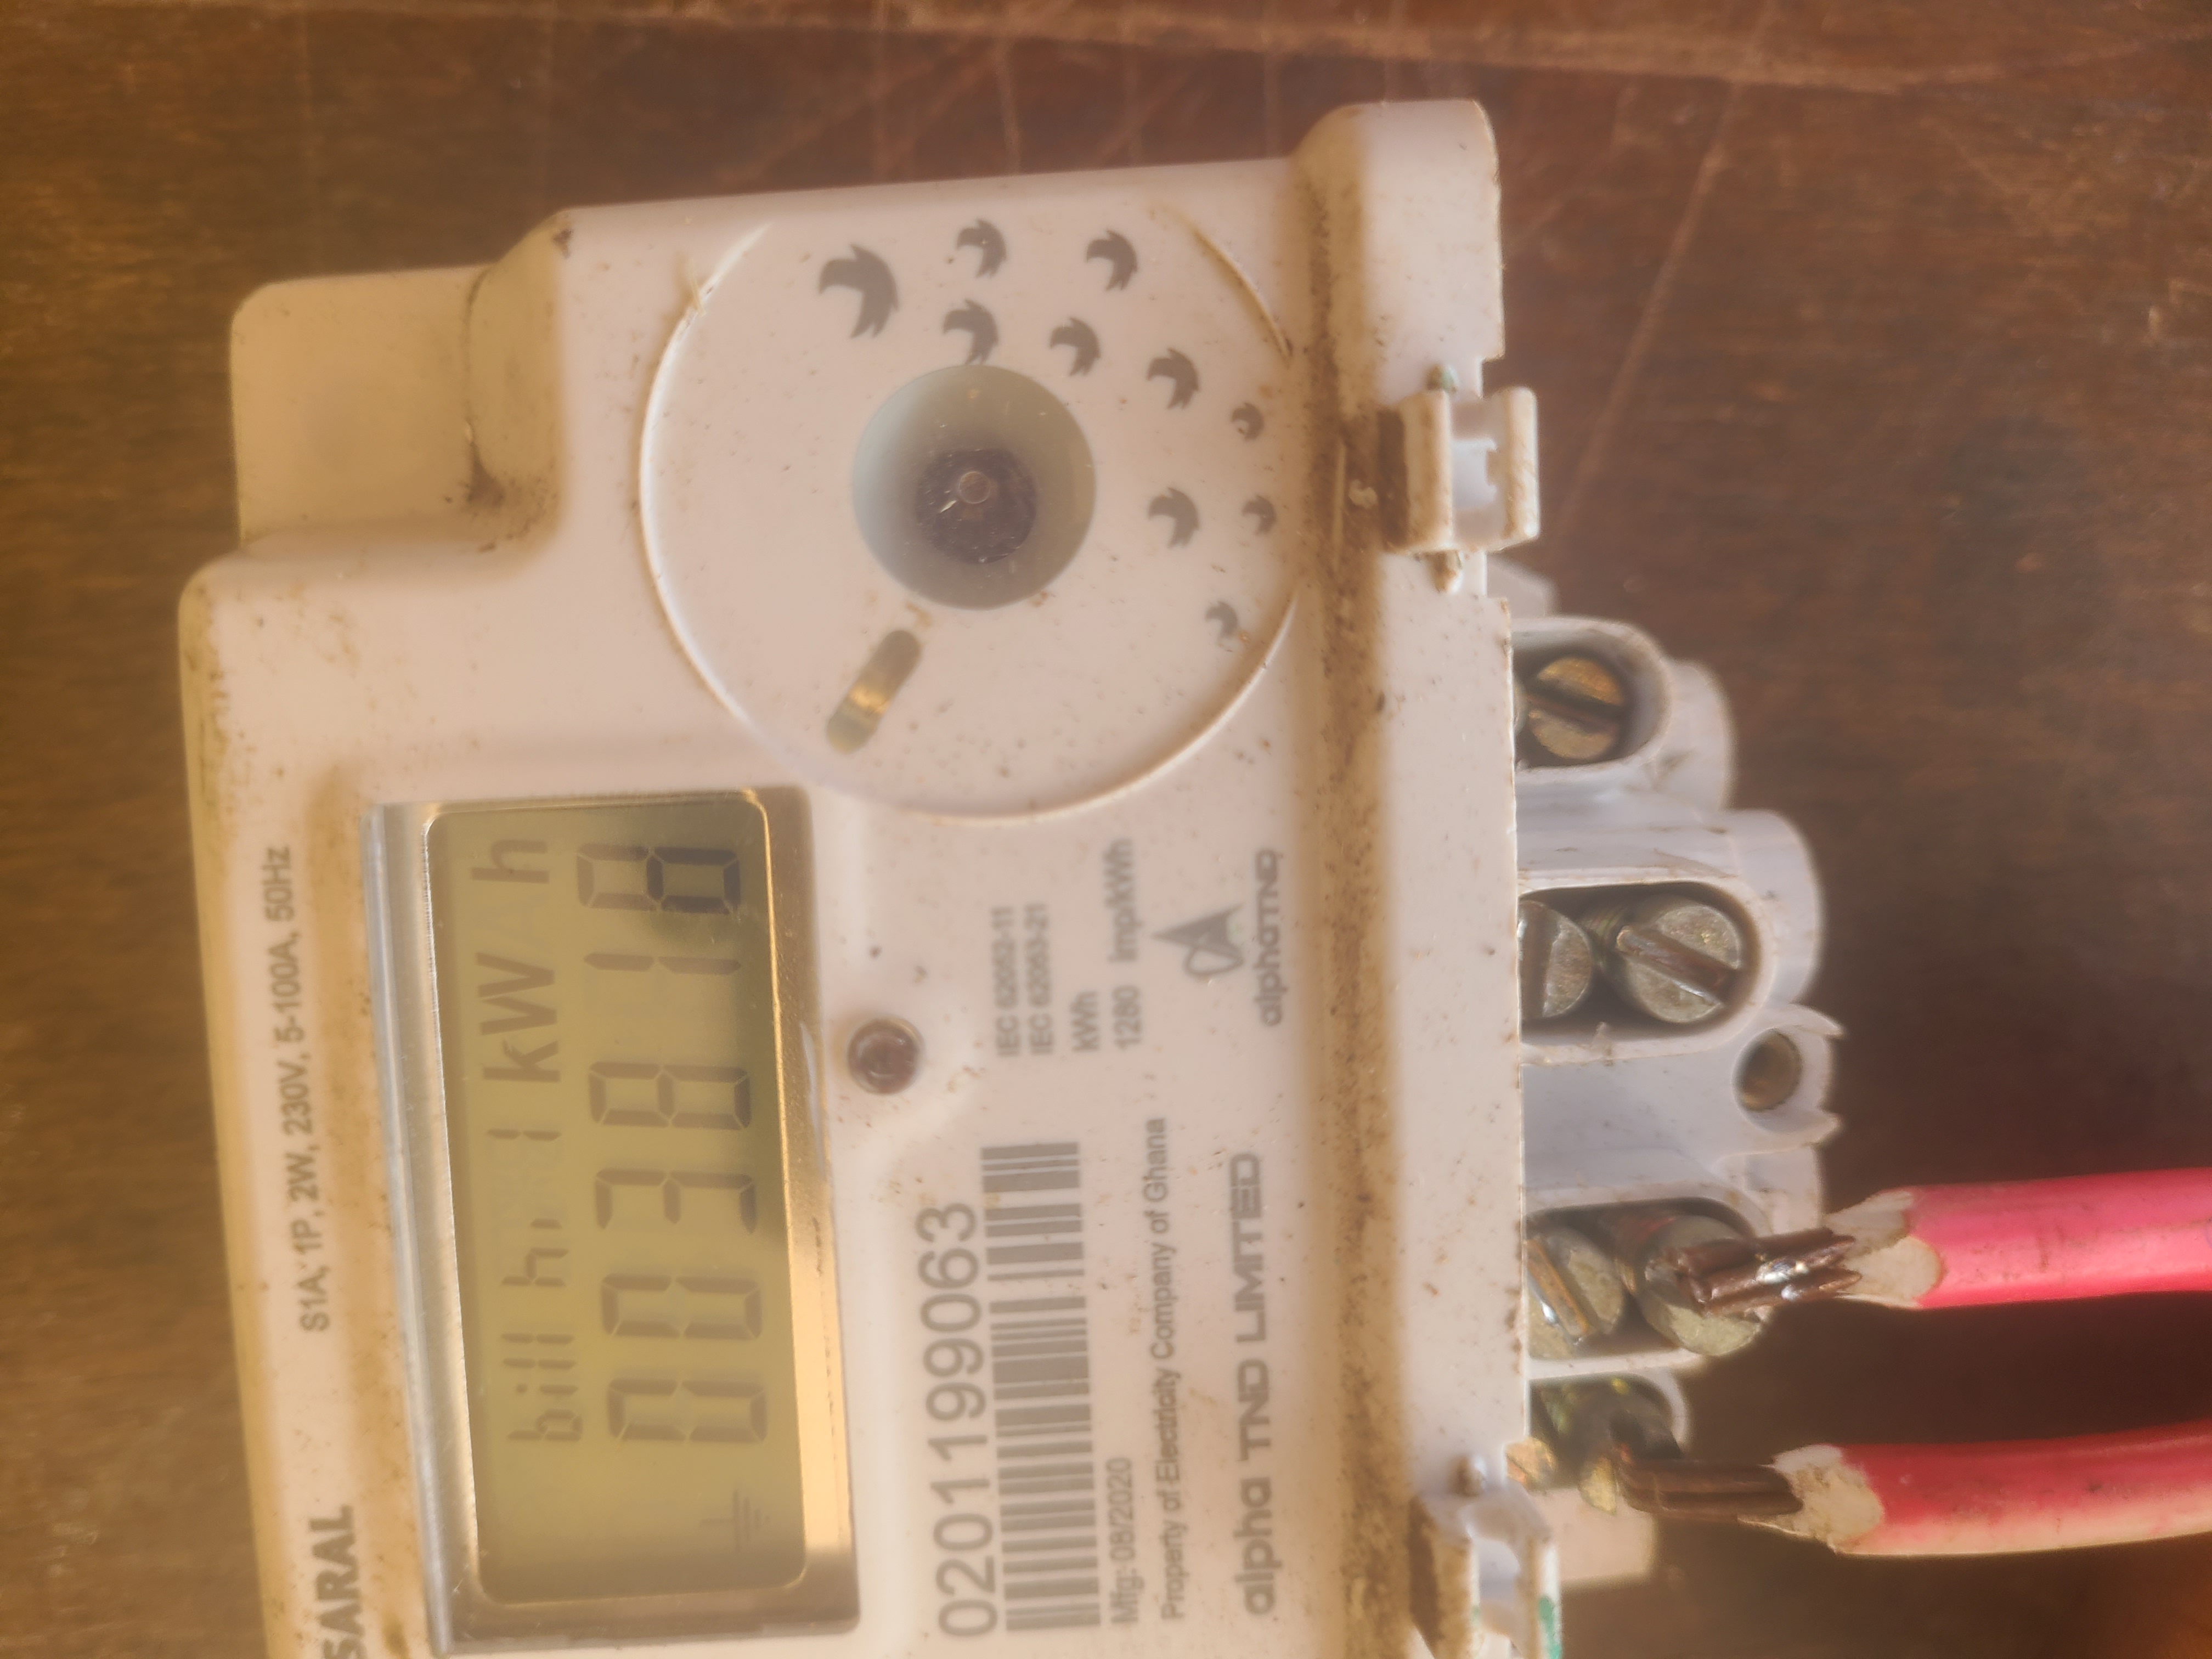 SARAL
S1A, 1P, 2W, 230V, 5-100A, 50Hz
bill hi 1 kWh
003818
0201199063
IEC 62052-11
IEC 62053-21
kWh
1280 imp/kWh
Mfg: 08/2020
Property of Electricity Company of Ghana
alpha TND LIMITED
alphaTND